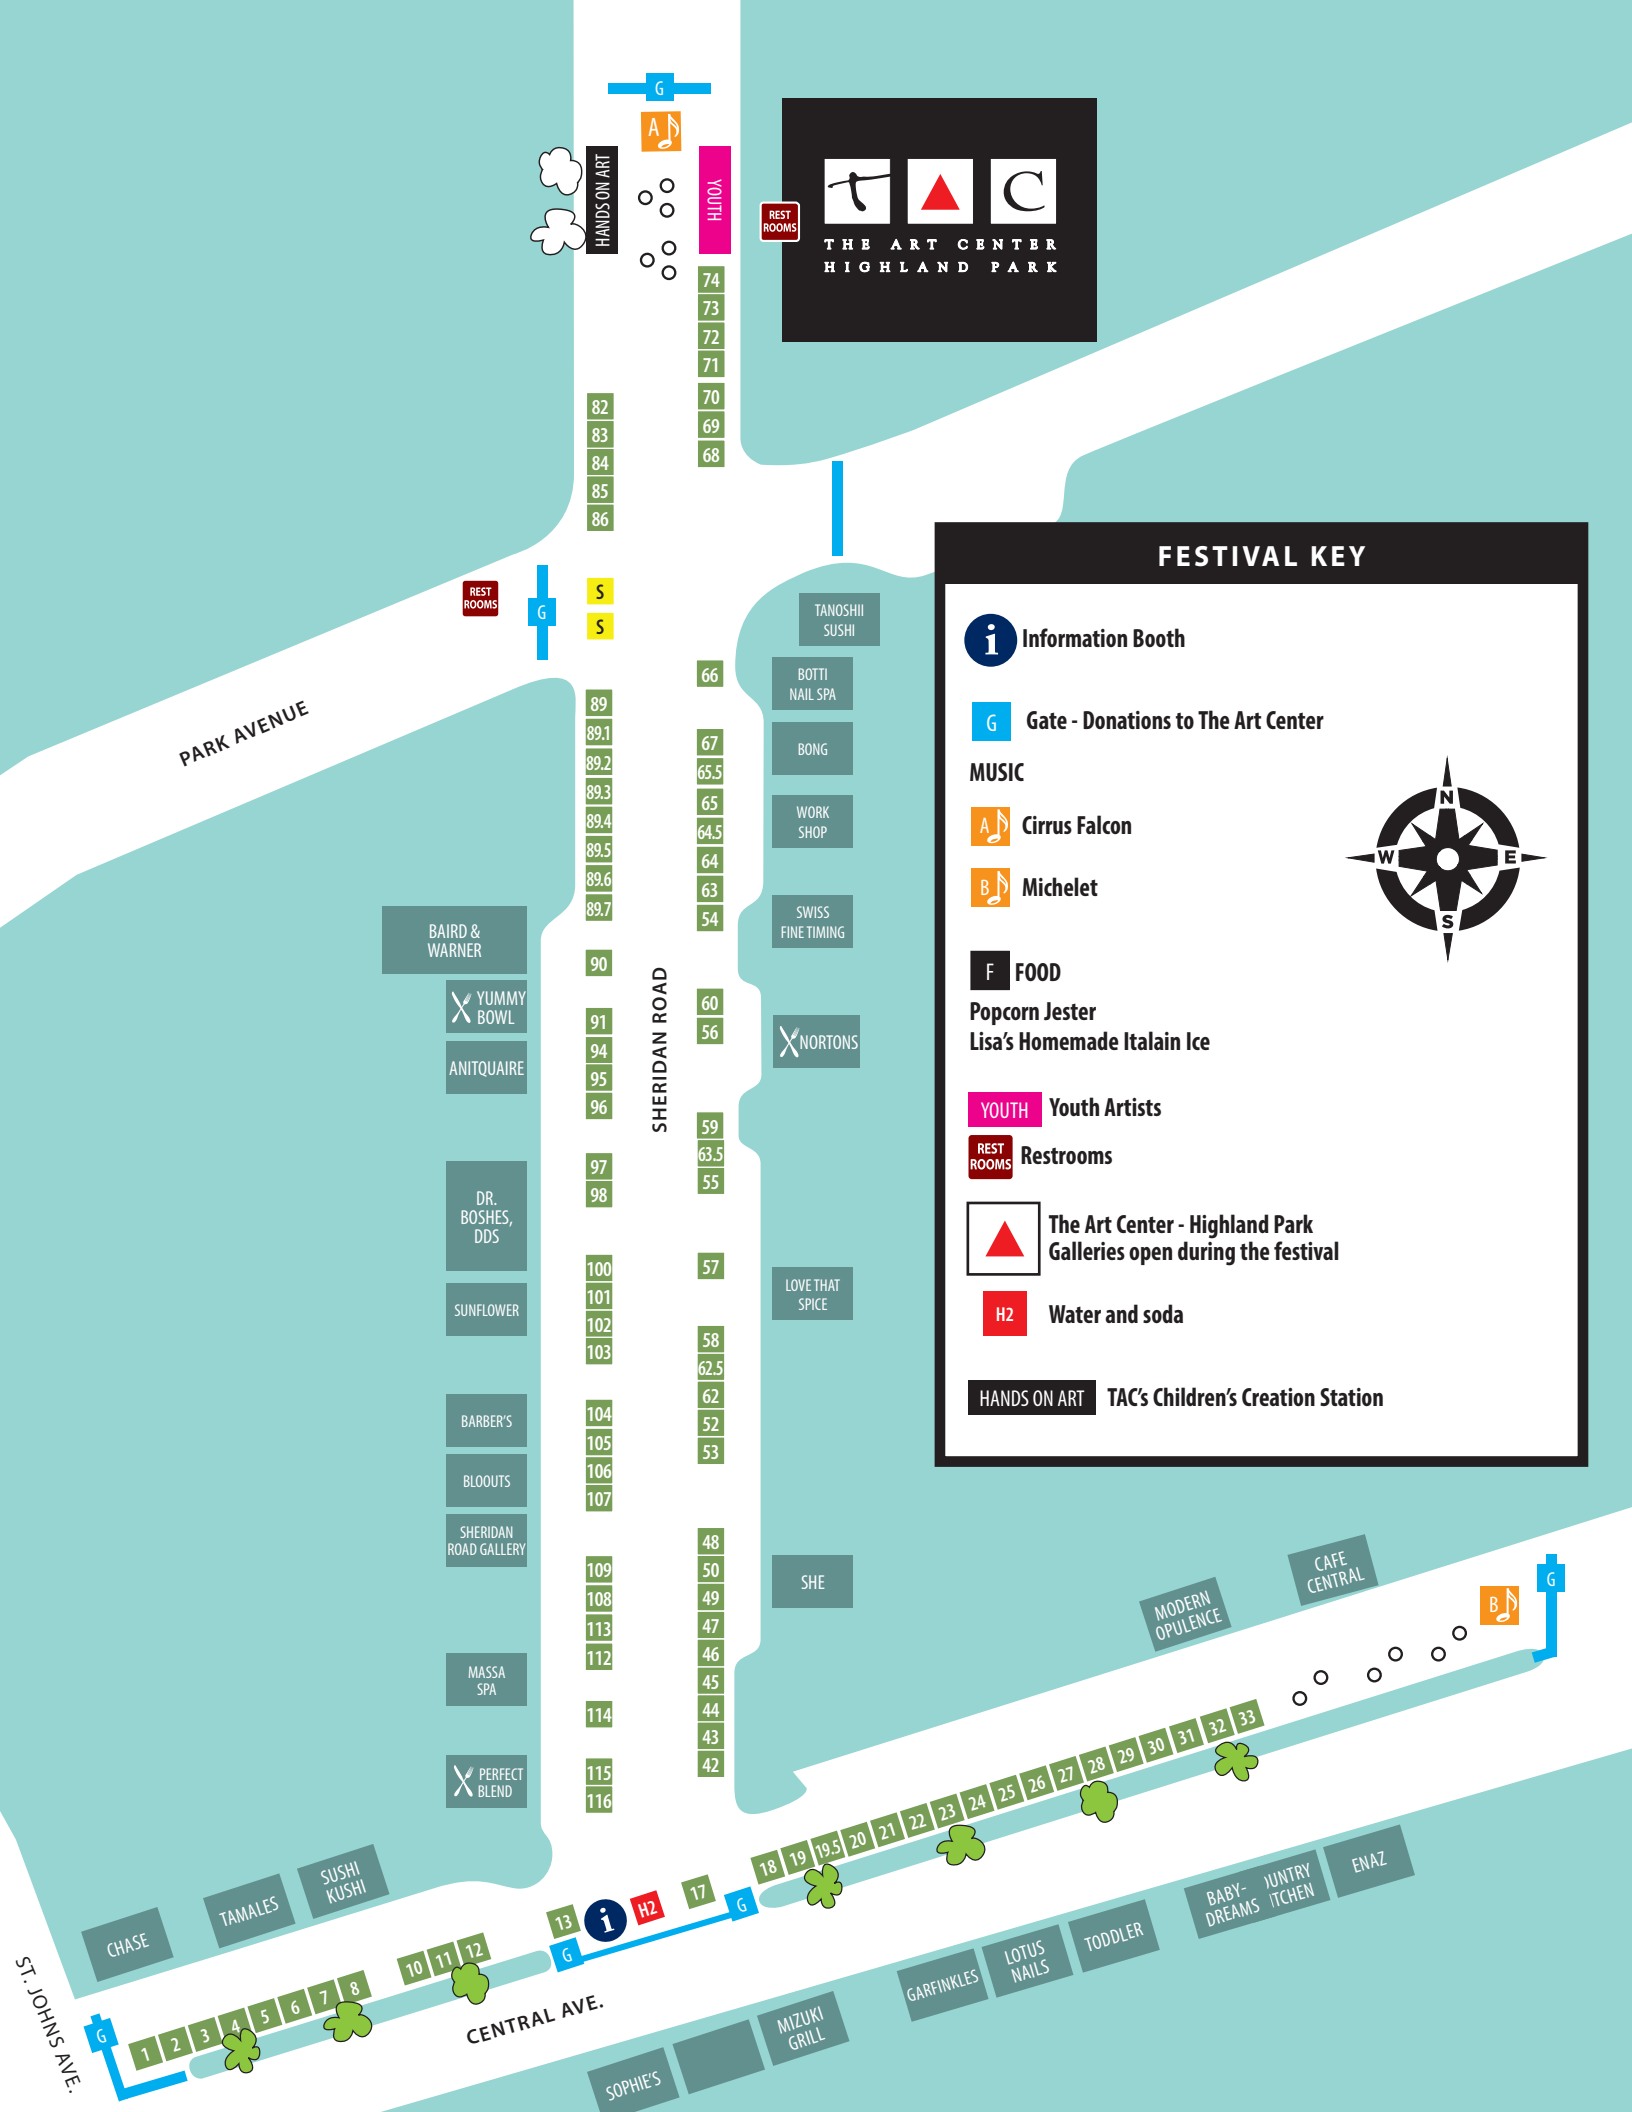 G
A
HANDS ON ART
YOUTH
REST
ROOMS
T A C
THE ART CENTER
HIGHLAND PARK
74
73
72
71
70
69
68
82
83
84
85
86
REST
ROOMS
G
S
S
PARK AVENUE
TANOSHII
SUSHI
BOTTI
NAIL SPA
BONG
WORK
SHOP
SWISS
FINE TIMING
NORTONS
LOVE THAT
SPICE
SHE
66
67
65.5
65
64.5
64
63
54
60
56
59
63.5
55
57
58
62.5
62
52
53
48
50
49
47
46
45
44
43
42
SHERIDAN ROAD
89
89.1
89.2
89.3
89.4
89.5
89.6
89.7
90
91
94
95
96
97
98
100
101
102
103
104
105
106
107
109
108
113
112
114
115
116
BAIRD &
WARNER
YUMMY
BOWL
ANITQUAIRE
DR.
BOSHES,
DDS
SUNFLOWER
BARBER'S
BLOOUTS
SHERIDAN
ROAD GALLERY
MASSA
SPA
PERFECT
BLEND
FESTIVAL KEY
i Information Booth
G Gate - Donations to The Art Center
MUSIC
A Cirrus Falcon
B Michelet
F FOOD
Popcorn Jester
Lisa's Homemade Italain Ice
YOUTH Youth Artists
REST
ROOMS Restrooms
The Art Center - Highland Park
Galleries open during the festival
H2 Water and soda
HANDS ON ART TAC's Children's Creation Station
N
W
E
S
CAFE
CENTRAL
MODERN
OPULENCE
B
G
SUSHI
KUSHI
TAMALES
CHASE
ST. JOHNS AVE.
G
1 2 3 4 5 6 7 8
10 11 12
13
i
H2
17
G
G
18 19 19.5 20 21 22 23 24 25 26 27 28 29 30 31 32 33
CENTRAL AVE.
SOPHIE'S
MIZUKI
GRILL
GARFINKLES
LOTUS
NAILS
TODDLER
BABY-
DREAMS
UNTRY
ITCHEN
ENAZ